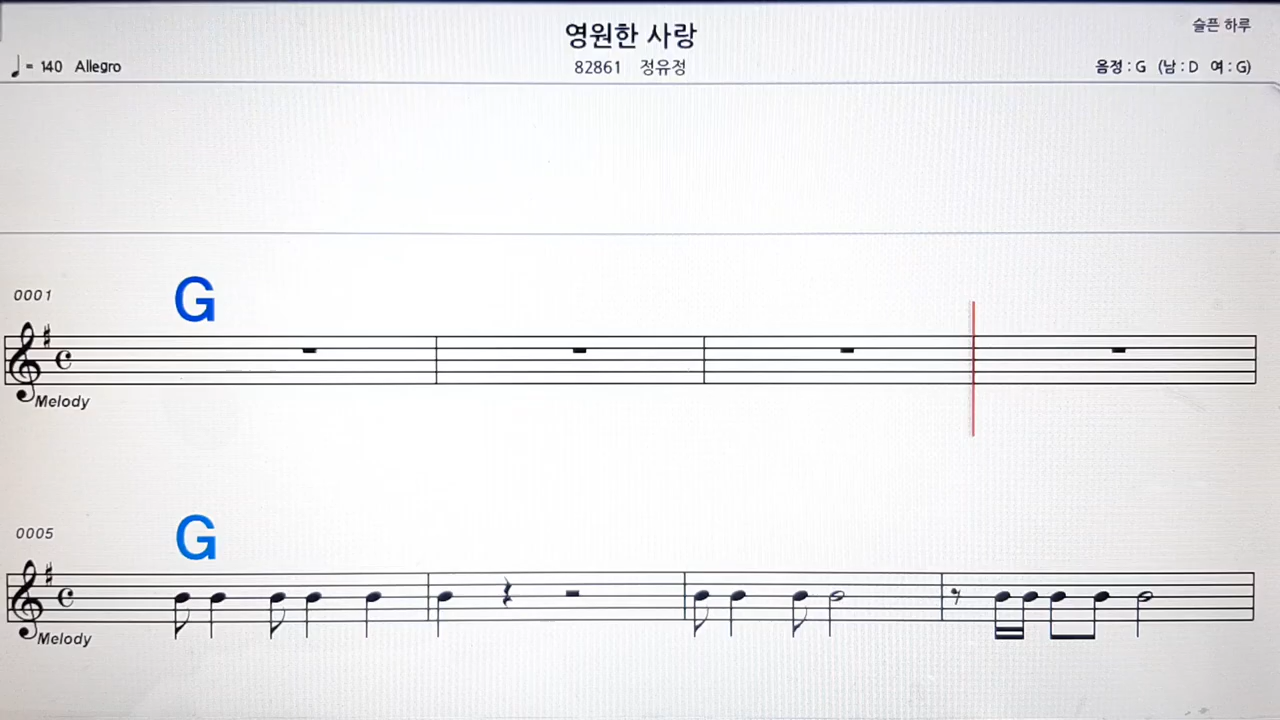 영원한 사랑
슬픈 하루
♩ = 140 Allegro
82861 정유정
음정 : G (남 : D 여 : G)
G
0001
Melody
G
0005
Melody